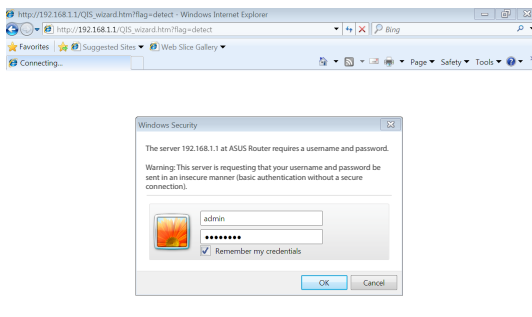 http://192.168.1.1/QIS_wizard.htm?flag=detect - Windows Internet Explorer
http://192.168.1.1/QIS_wizard.htm?flag=detect
Bing
Favorites
Suggested Sites
Web Slice Gallery
Connecting...
Page
Safety
Tools
Windows Security
The server 192.168.1.1 at ASUS Router requires a username and password.
Warning: This server is requesting that your username and password be
sent in an insecure manner (basic authentication without a secure
connection).
admin
••••••••
Remember my credentials
OK
Cancel